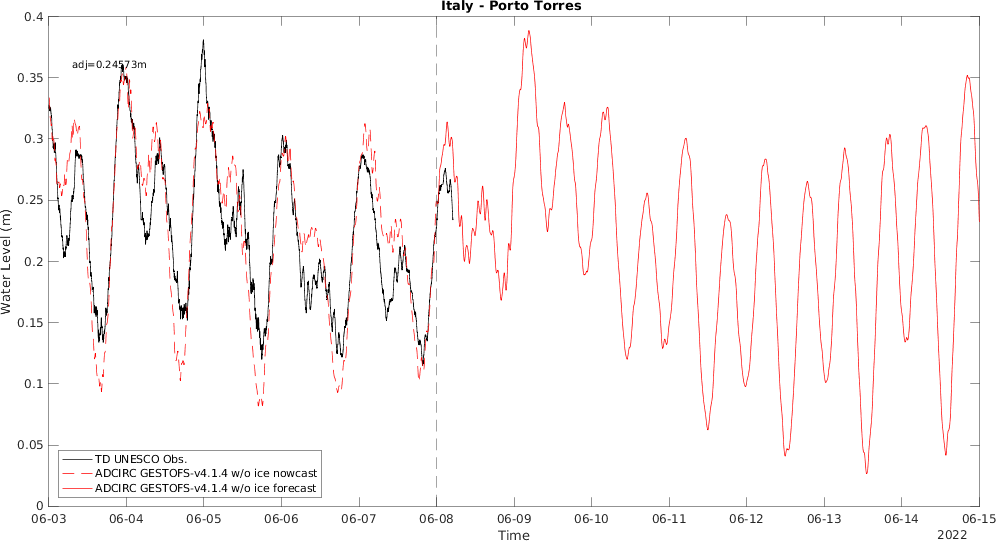 Italy - Porto Torres
0.4
0.35
0.3
0.25
0.2
0.15
0.1
0.05
0
Water Level (m)
adj=0.24573m
TD UNESCO Obs.
ADCIRC GESTOFS-v4.1.4 w/o ice nowcast
ADCIRC GESTOFS-v4.1.4 w/o ice forecast
06-03 06-04 06-05 06-06 06-07 06-08 06-09 06-10 06-11 06-12 06-13 06-14 06-15
Time
2022